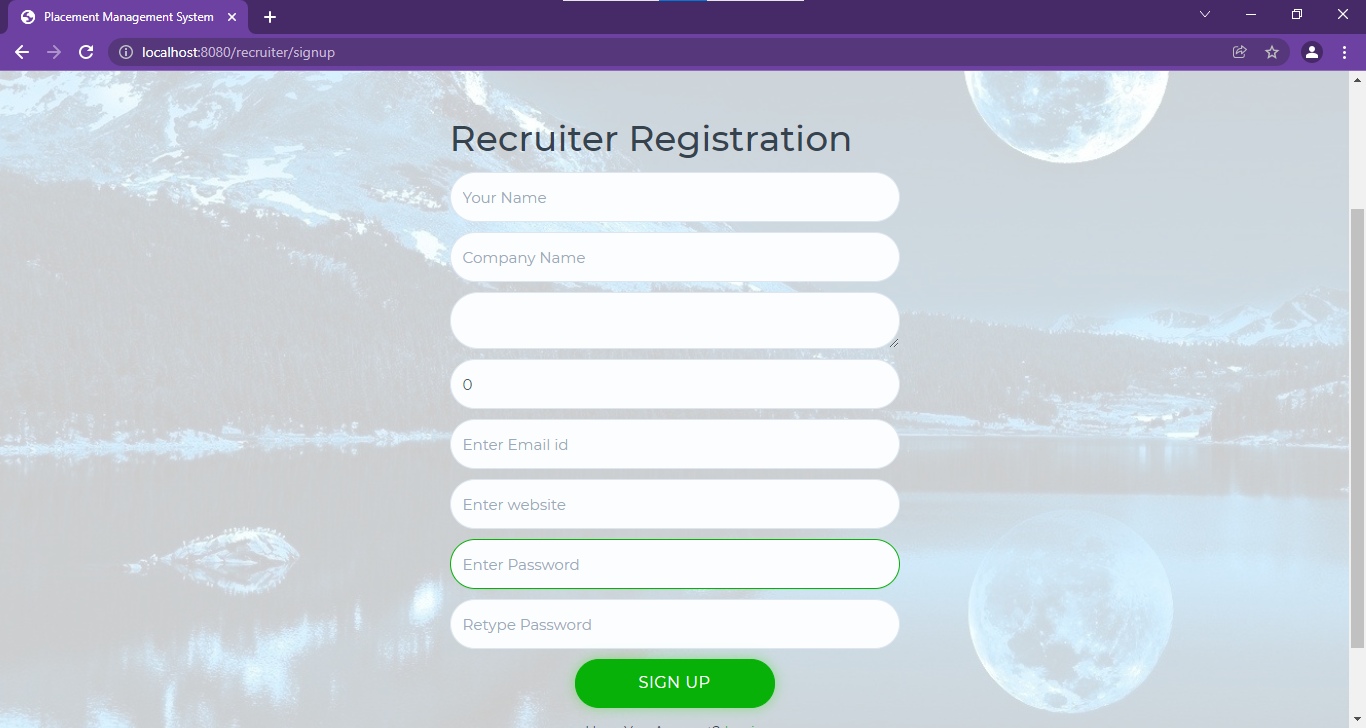 Placement Management System
localhost:8080/recruiter/signup
Recruiter Registration
Your Name
Company Name
0
Enter Email id
Enter website
Enter Password
Retype Password
SIGN UP